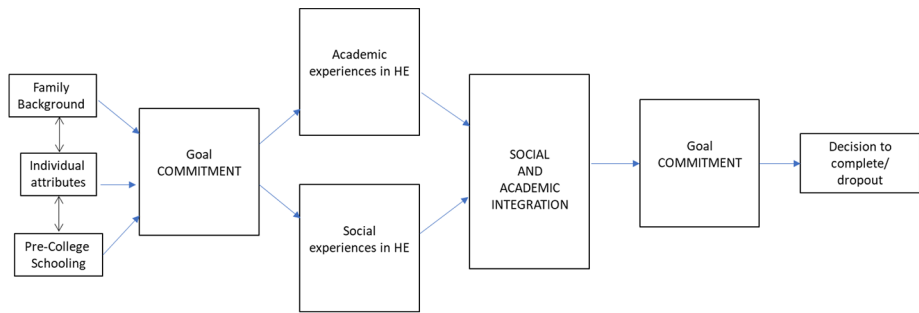 Family
Background
Individual
attributes
Pre-College
Schooling
Goal
COMMITMENT
Academic
experiences in HE
Social
experiences in HE
SOCIAL
AND
ACADEMIC
INTEGRATION
Goal
COMMITMENT
Decision to
complete/
dropout